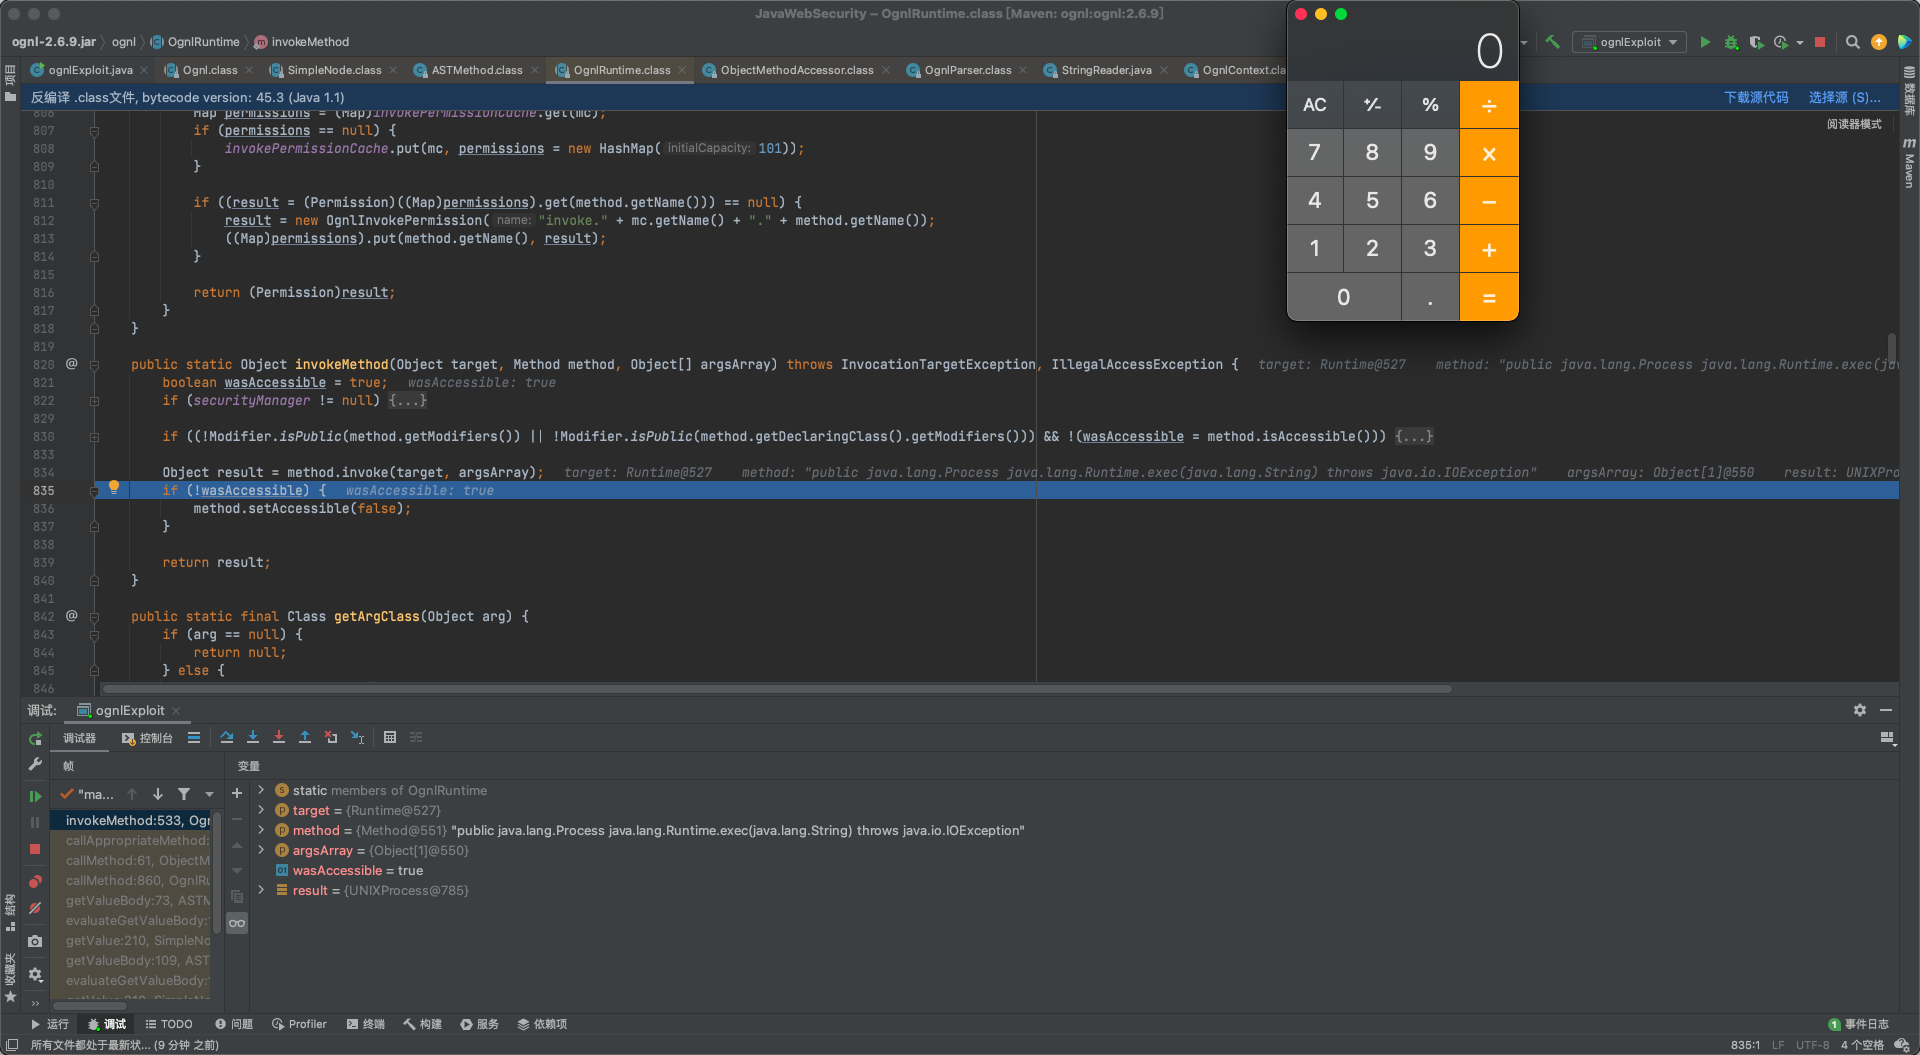 JavaWebSecurity – OgnlRuntime.class [Maven: ognl:ognl:2.6.9]
ognl-2.6.9.jar 〉 ognl 〉 OgnlRuntime 〉 invokeMethod
ognlExploit
ognlExploit.java
Ognl.class
SimpleNode.class
ASTMethod.class
OgnlRuntime.class
ObjectMethodAccessor.class
OgnlParser.class
StringReader.java
OgnlContext.cla
反编译 .class文件, bytecode version: 45.3 (Java 1.1)
下载源代码
选择源 (S)...
阅读器模式
806 Map permissions = (Map)invokePermissionCache.get(mc);
807 if (permissions == null) {
808 invokePermissionCache.put(mc, permissions = new HashMap( initialCapacity: 101));
809 }
810
811 if ((result = (Permission)((Map)permissions).get(method.getName())) == null) {
812 result = new OgnlInvokePermission( name: "invoke." + mc.getName() + "." + method.getName());
813 ((Map)permissions).put(method.getName(), result);
814 }
815
816 return (Permission)result;
817 }
818 }
819
820 @ public static Object invokeMethod(Object target, Method method, Object[] argsArray) throws InvocationTargetException, IllegalAccessException { target: Runtime@527 method: "public java.lang.Process java.lang.Runtime.exec(jav
821 boolean wasAccessible = true; wasAccessible: true
822 if (securityManager != null) {...}
829
830 if ((!Modifier.isPublic(method.getModifiers()) || !Modifier.isPublic(method.getDeclaringClass().getModifiers())) && !(wasAccessible = method.isAccessible())) {...}
833
834 Object result = method.invoke(target, argsArray); target: Runtime@527 method: "public java.lang.Process java.lang.Runtime.exec(java.lang.String) throws java.io.IOException" argsArray: Object[1]@550 result: UNIXPro
835 if (!wasAccessible) { wasAccessible: true
836 method.setAccessible(false);
837 }
838
839 return result;
840 }
841
842 @ public static final Class getArgClass(Object arg) {
843 if (arg == null) {
844 return null;
845 } else {
846
0
AC +/- % ÷
7 8 9 ×
4 5 6 −
1 2 3 +
0 . =
项目
结构
收藏夹
数据库
m Maven
调试: ognlExploit
调试器 控制台
帧
变量
"ma...
invokeMethod:533, Ogn
callAppropriateMethod:
callMethod:61, ObjectM
callMethod:860, OgnlRu
getValueBody:73, ASTM
evaluateGetValueBody:
getValue:210, SimpleNo
getValueBody:109, AST
evaluateGetValueBody:
getValue:210, SimpleNo
static members of OgnlRuntime
target = {Runtime@527}
method = {Method@551} "public java.lang.Process java.lang.Runtime.exec(java.lang.String) throws java.io.IOException"
argsArray = {Object[1]@550}
wasAccessible = true
result = {UNIXProcess@785}
运行 调试 TODO 问题 Profiler 终端 构建 服务 依赖项
1 事件日志
所有文件都处于最新状... (9 分钟 之前)
835:1 LF UTF-8 4 个空格